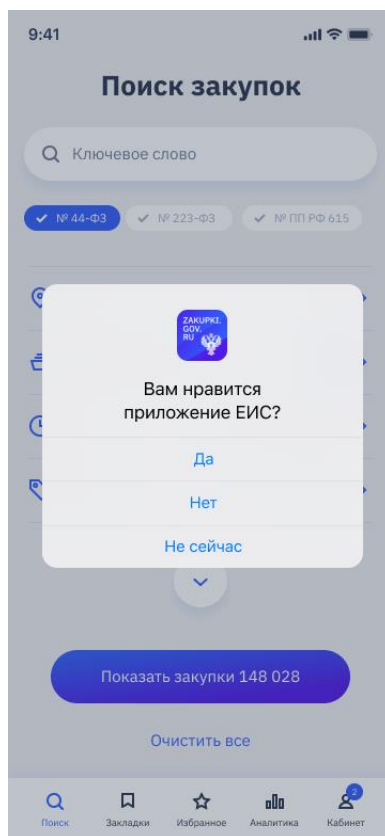 9:41
Поиск закупок
Ключевое слово
№ 44-ФЗ № 223-ФЗ № ПП РФ 615
ZAKUPKI.
GOV.
RU
Вам нравится
приложение ЕИС?
Да
Нет
Не сейчас
Показать закупки 148 028
Очистить все
2
Поиск Закладки Избранное Аналитика Кабинет